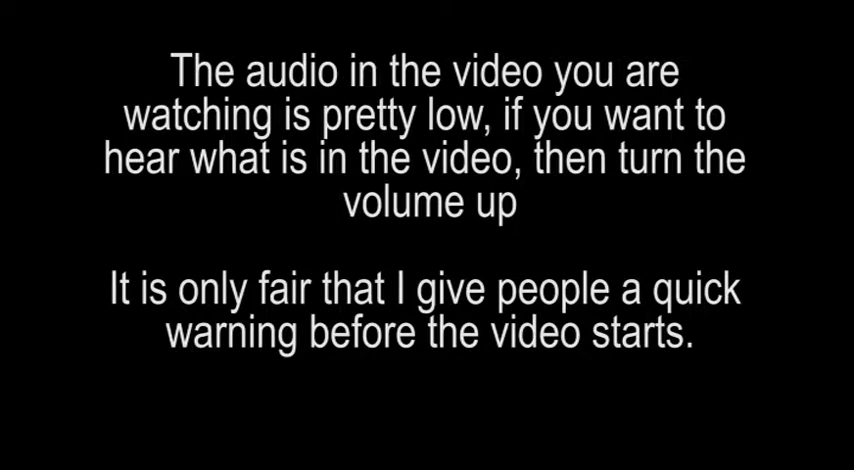 The audio in the video you are
watching is pretty low, if you want to
hear what is in the video, then turn the
volume up
It is only fair that I give people a quick
warning before the video starts.